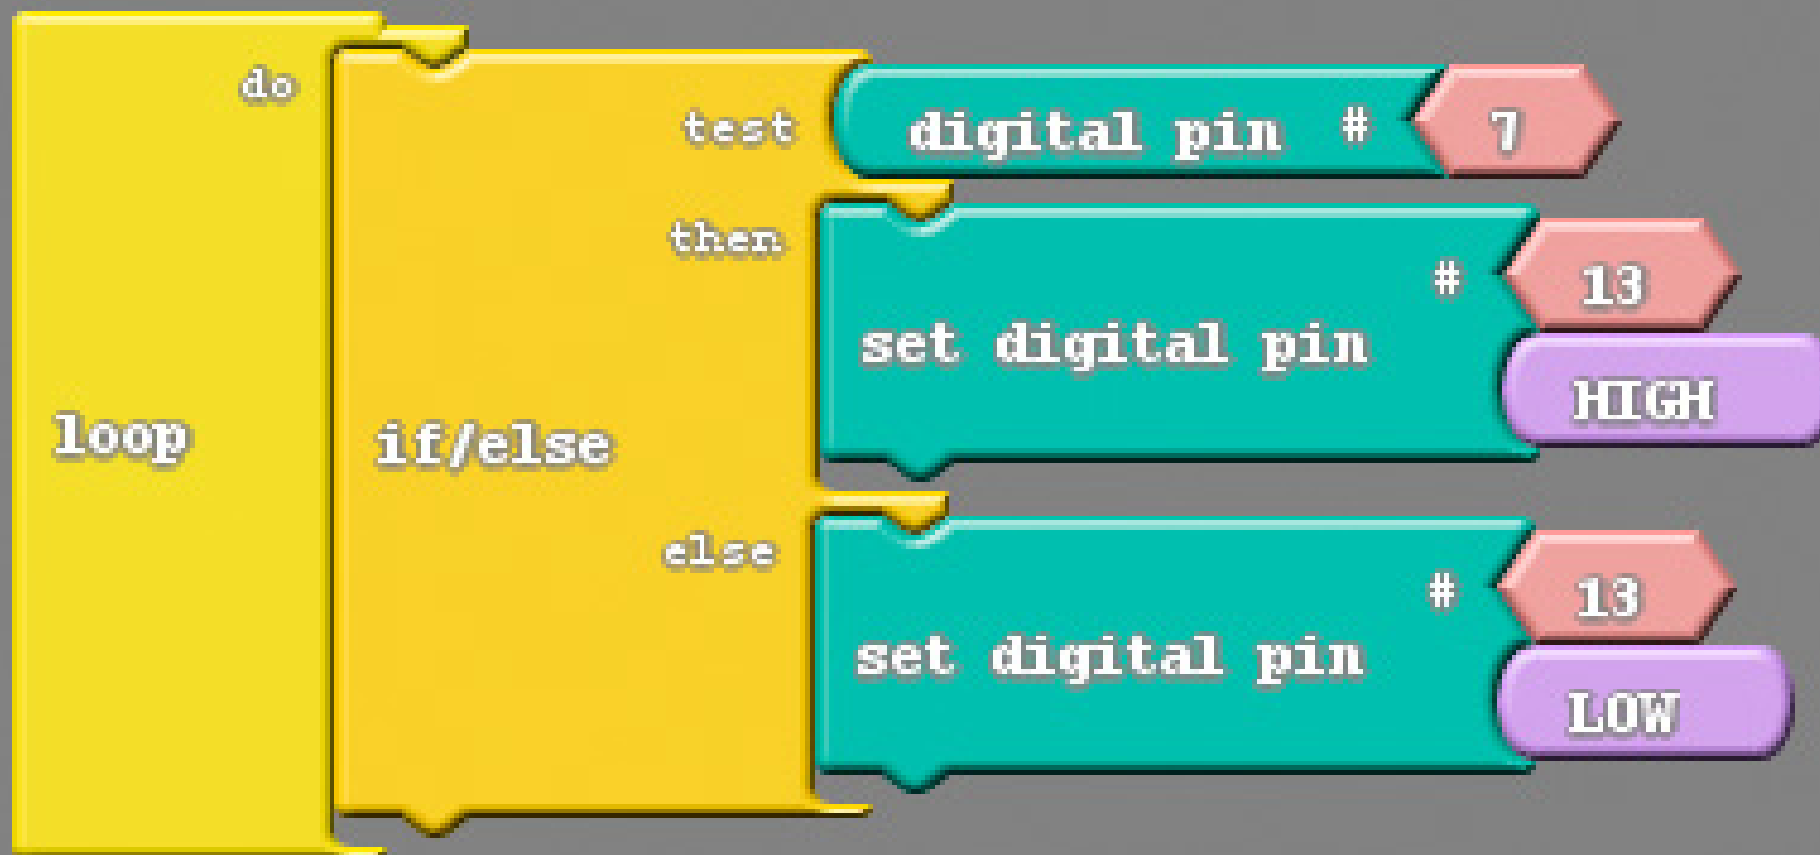 do
test digital pin # 7
then
# 13
set digital pin
HIGH
loop
if/else
else
# 13
set digital pin
LOW